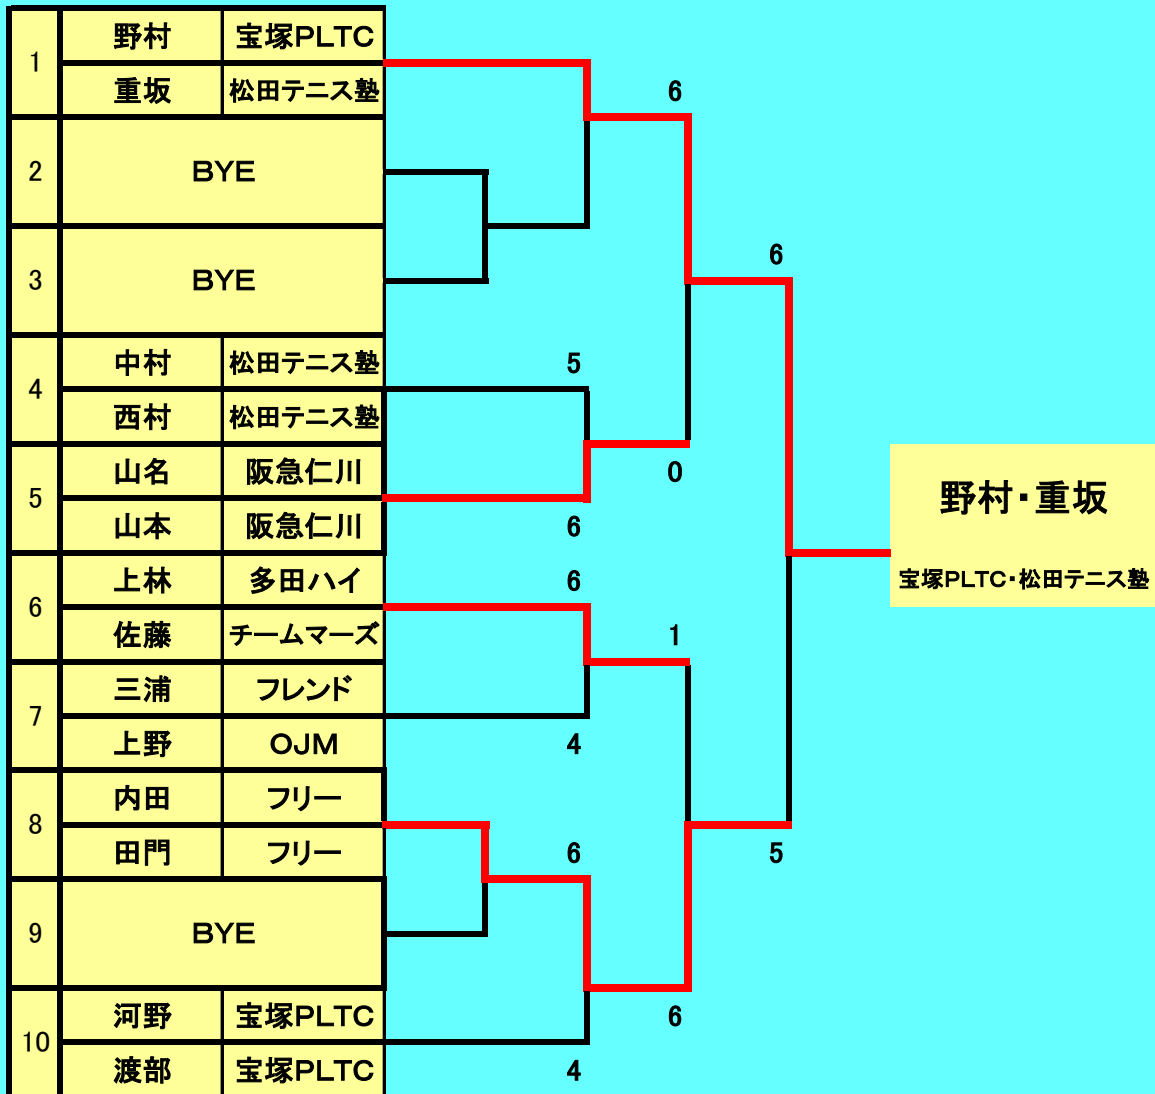 1
野村 宝塚PLTC
重坂 松田テニス塾
6
2
BYE
3
BYE
6
4
中村 松田テニス塾
西村 松田テニス塾
5
5
山名 阪急仁川
山本 阪急仁川
0
6
野村・重坂
宝塚PLTC・松田テニス塾
6
上林 多田ハイ
佐藤 チームマーズ
6
1
7
三浦 フレンド
上野 OJM
4
8
内田 フリー
田門 フリー
6
5
9
BYE
10
河野 宝塚PLTC
渡部 宝塚PLTC
6
4